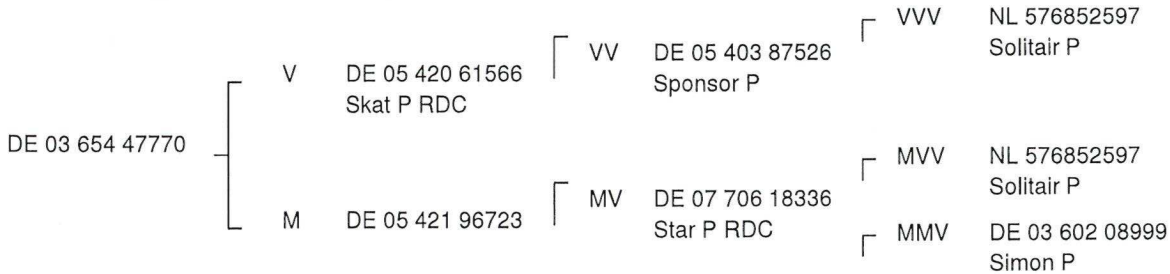 DE 03 654 47770
V DE 05 420 61566
Skat P RDC
M DE 05 421 96723
VV DE 05 403 87526
Sponsor P
MV DE 07 706 18336
Star P RDC
VVV NL 576852597
Solitair P
MVV NL 576852597
Solitair P
MMV DE 03 602 08999
Simon P